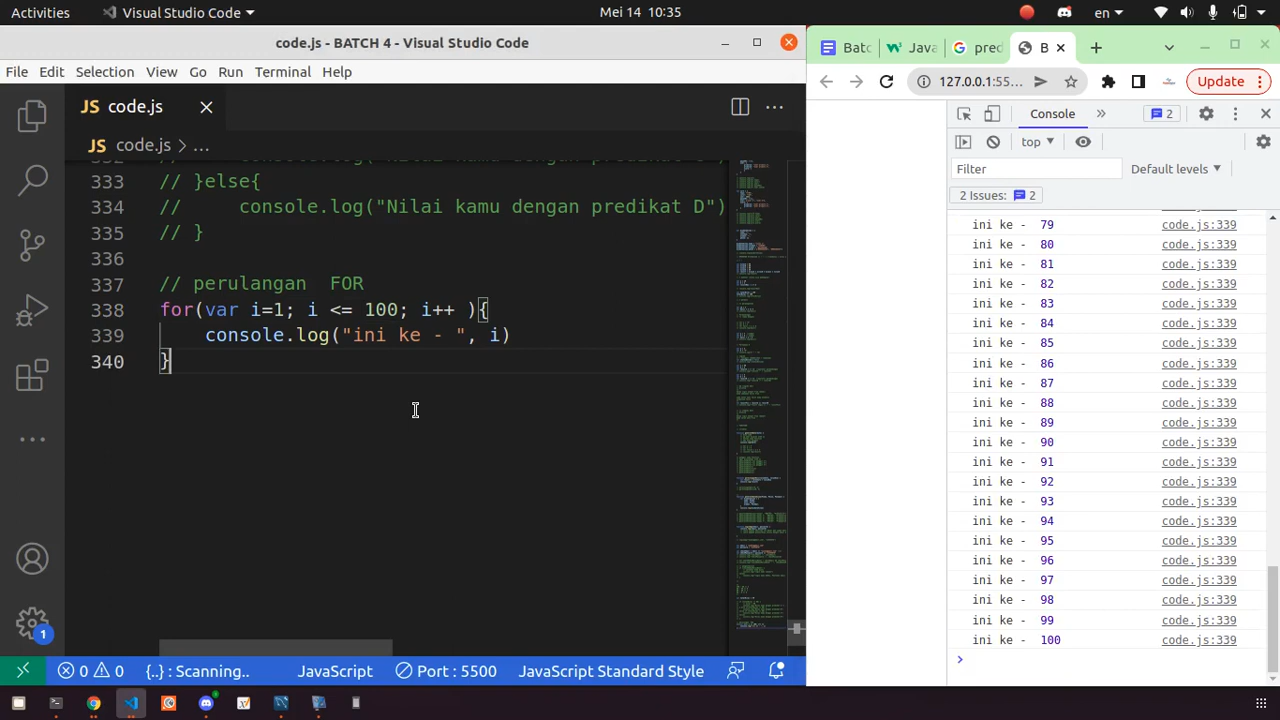 Activities
Visual Studio Code
Mei 14 10:35
en
code.js - BATCH 4 - Visual Studio Code
File Edit Selection View Go Run Terminal Help
JS code.js
JS code.js > ...
333 // }else{
334 //     console.log("Nilai kamu dengan predikat D")
335 // }
336
337 // perulangan  FOR
338 for(var i=1; i <= 100; i++ ){
339     console.log("ini ke - ", i)
340 }
1
0 0 {..} : Scanning... JavaScript Port : 5500 JavaScript Standard Style
Batc
Java
pred
B
127.0.0.1:55...
Update
Console
2
top
Filter
Default levels
2 Issues: 2
ini ke -  79 code.js:339
ini ke -  80 code.js:339
ini ke -  81 code.js:339
ini ke -  82 code.js:339
ini ke -  83 code.js:339
ini ke -  84 code.js:339
ini ke -  85 code.js:339
ini ke -  86 code.js:339
ini ke -  87 code.js:339
ini ke -  88 code.js:339
ini ke -  89 code.js:339
ini ke -  90 code.js:339
ini ke -  91 code.js:339
ini ke -  92 code.js:339
ini ke -  93 code.js:339
ini ke -  94 code.js:339
ini ke -  95 code.js:339
ini ke -  96 code.js:339
ini ke -  97 code.js:339
ini ke -  98 code.js:339
ini ke -  99 code.js:339
ini ke -  100 code.js:339